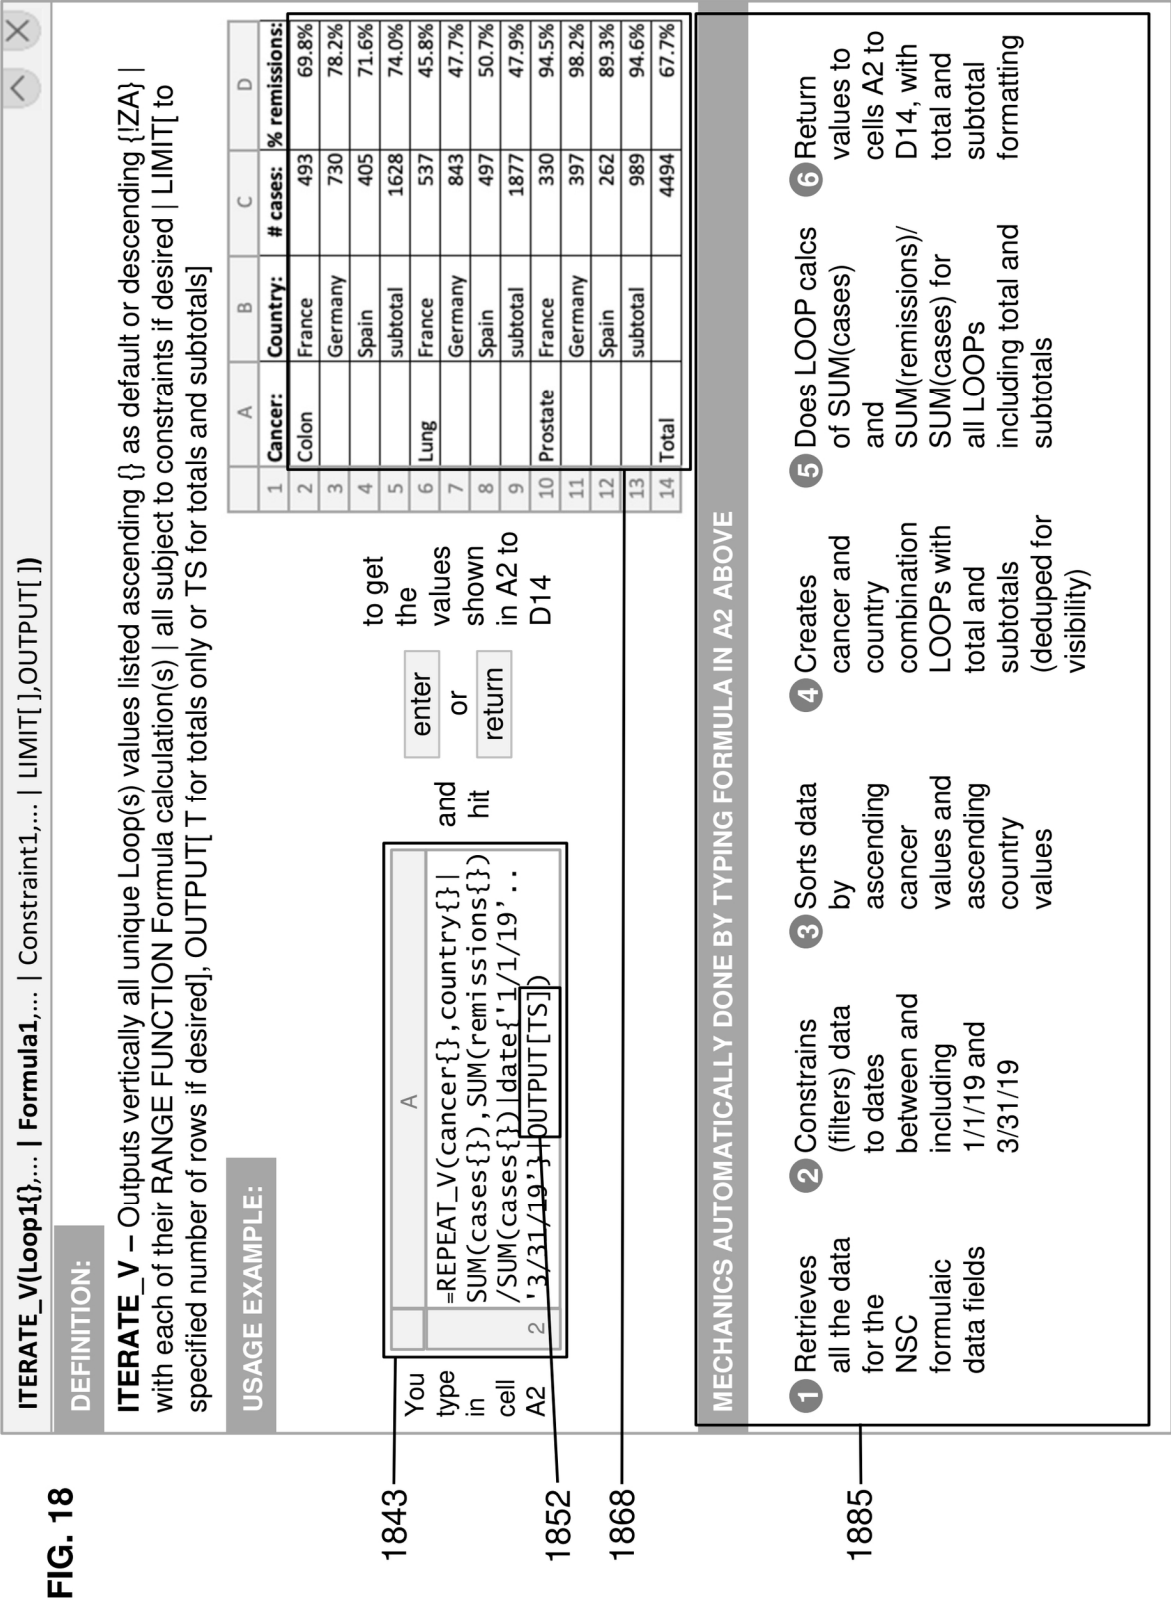 FIG. 18
ITERATE_V(Loop1{},... | Formula1,... | Constraint1,... | LIMIT[ ],OUTPUT[ ])
DEFINITION:
ITERATE_V – Outputs vertically all unique Loop(s) values listed ascending {} as default or descending {!ZA} |
with each of their RANGE FUNCTION Formula calculation(s) | all subject to constraints if desired | LIMIT[ to
specified number of rows if desired], OUTPUT[ T for totals only or TS for totals and subtotals]
USAGE EXAMPLE:
You
type
in
cell
A2
A
2
=REPEAT_V(cancer{},country{}|
SUM(cases{}),SUM(remissions{})
/SUM(cases{})|date{'1/1/19'..
'3/31/19'}|OUTPUT[TS])
and
hit
enter
or
return
to get
the
values
shown
in A2 to
D14
A B C D
1 Cancer: Country: # cases: % remissions:
2 Colon France 493 69.8%
3 Germany 730 78.2%
4 Spain 405 71.6%
5 subtotal 1628 74.0%
6 Lung France 537 45.8%
7 Germany 843 47.7%
8 Spain 497 50.7%
9 subtotal 1877 47.9%
10 Prostate France 330 94.5%
11 Germany 397 98.2%
12 Spain 262 89.3%
13 subtotal 989 94.6%
14 Total 4494 67.7%
MECHANICS AUTOMATICALLY DONE BY TYPING FORMULA IN A2 ABOVE
1 Retrieves
all the data
for the
NSC
formulaic
data fields
2 Constrains
(filters) data
to dates
between and
including
1/1/19 and
3/31/19
3 Sorts data
by
ascending
cancer
values and
ascending
country
values
4 Creates
cancer and
country
combination
LOOPs with
total and
subtotals
(deduped for
visibility)
5 Does LOOP calcs
of SUM(cases)
and
SUM(remissions)/
SUM(cases) for
all LOOPs
including total and
subtotals
6 Return
values to
cells A2 to
D14, with
total and
subtotal
formatting
1843
1852
1868
1885